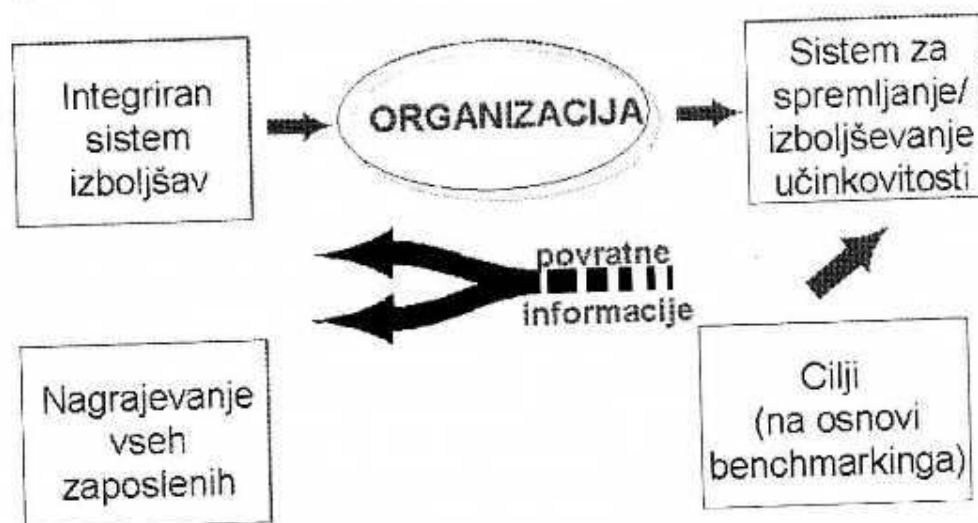 Integriran
sistem
izboljšav
ORGANIZACIJA
Sistem za
spremljanje/
izboljševanje
učinkovitosti
povratne
informacije
Nagrajevanje
vseh
zaposlenih
Cilji
(na osnovi
benchmarkinga)